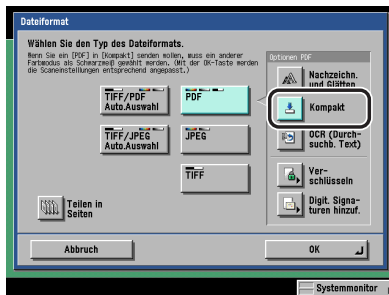 Dateiformat
Wählen Sie den Typ des Dateiformats.
Wenn Sie ein [PDF] in [Kompakt] senden wollen, muss ein anderer
Farbmodus als Schwarzweiß gewählt werden. (Mit der OK-Taste werden
die Scaneinstellungen entsprechend angepasst.)
Optionen PDF
TIFF/PDF
Auto.Auswahl
PDF
Nachzeichn.
und Glätten
Kompakt
TIFF/JPEG
Auto.Auswahl
JPEG
OCR (Durch-
suchb. Text)
TIFF
Ver-
schlüsseln
Teilen in
Seiten
Digit. Signa-
turen hinzuf.
Abbruch
OK
Systemmonitor